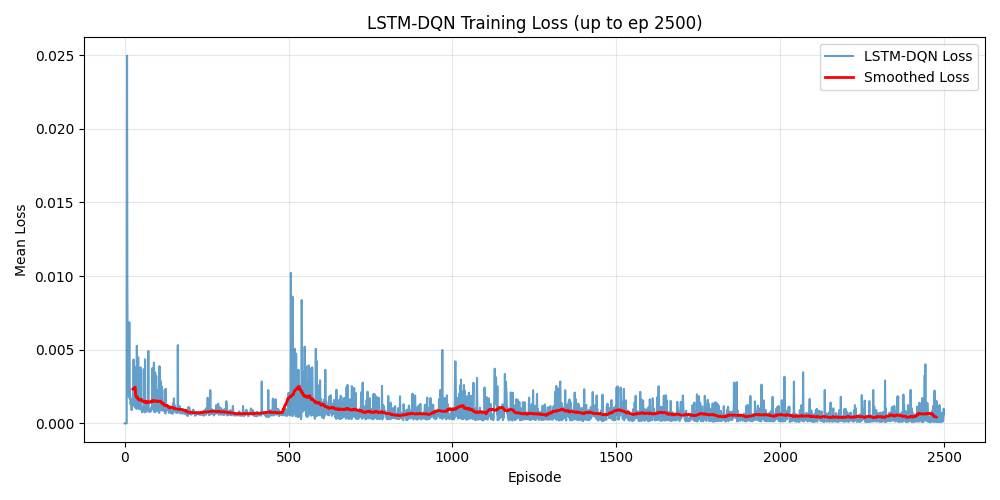 LSTM-DQN Training Loss (up to ep 2500)
LSTM-DQN Loss
Smoothed Loss
Mean Loss
0.025
0.020
0.015
0.010
0.005
0.000
0
500
1000
1500
2000
2500
Episode